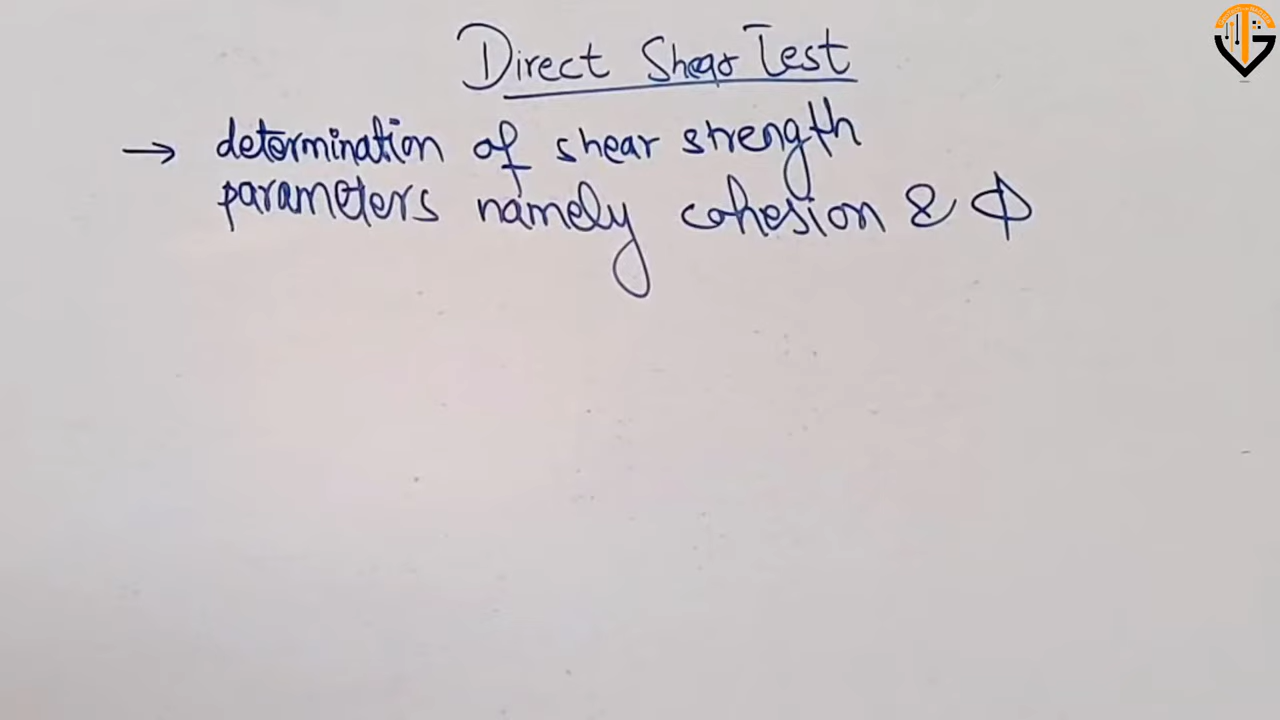 Direct Shear Test
→ determination of shear strength
parameters namely cohesion & Φ